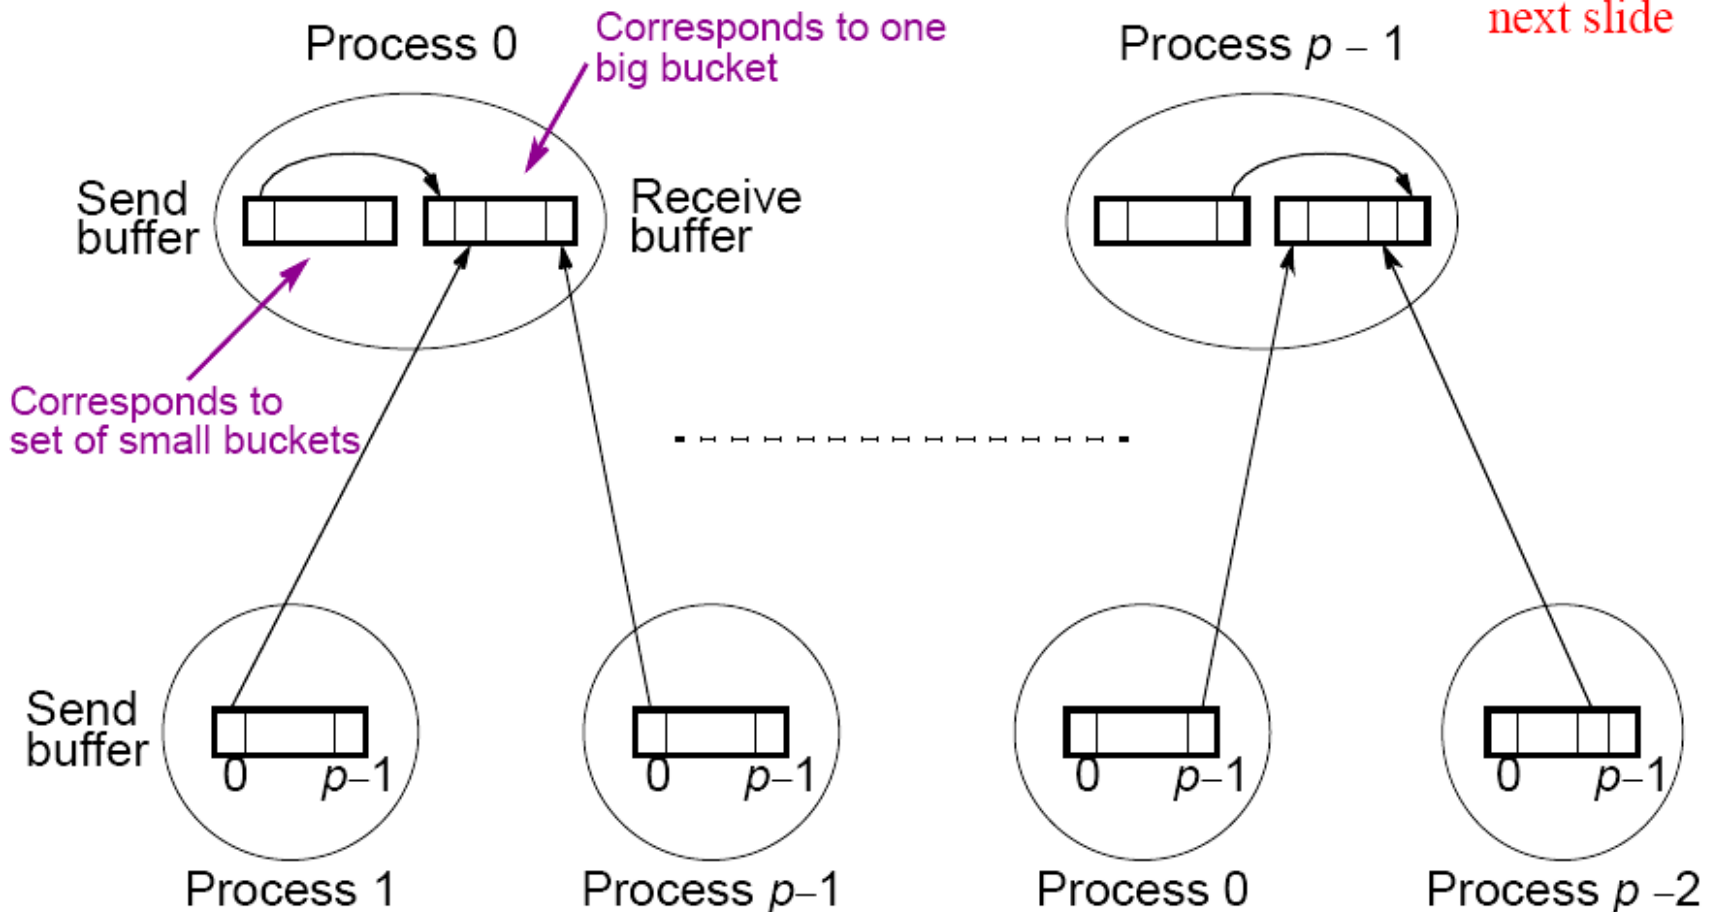 next slide
Process 0
Corresponds to one
big bucket
Process p – 1
Send
buffer
Receive
buffer
Corresponds to
set of small buckets
Send
buffer
0 p–1
0 p–1
0 p–1
0 p–1
Process 1
Process p–1
Process 0
Process p –2